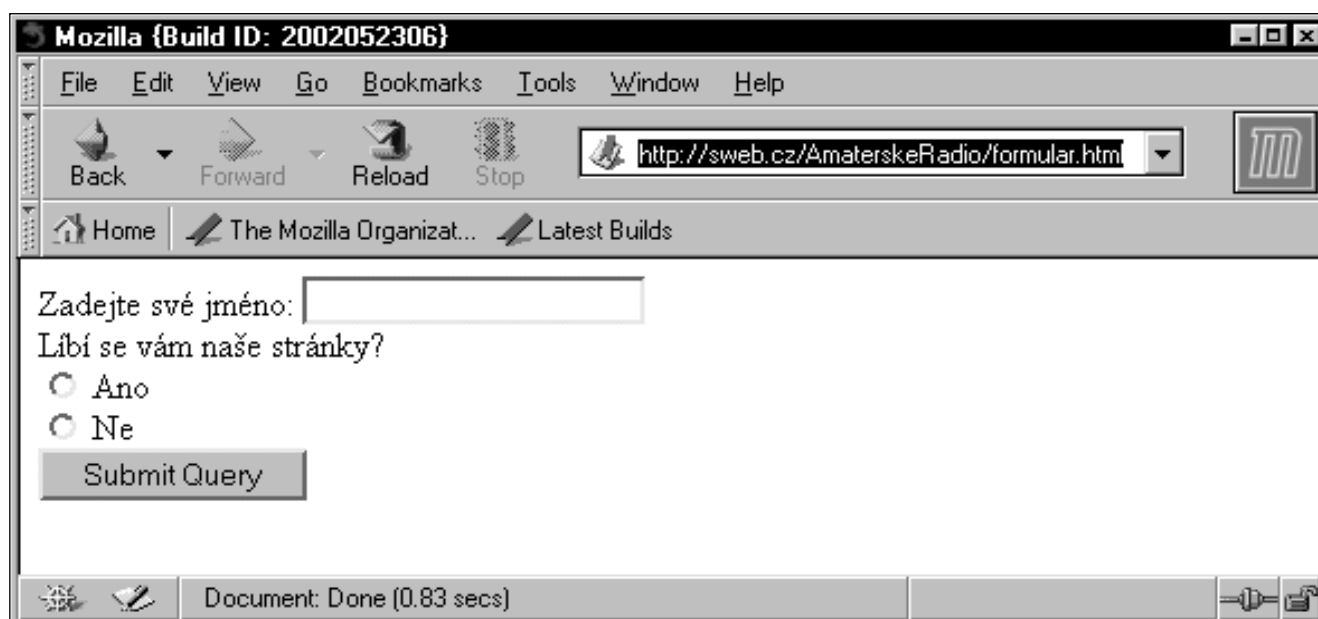 Mozilla {Build ID: 2002052306}
File Edit View Go Bookmarks Tools Window Help
Back Forward Reload Stop http://sweb.cz/AmaterskeRadio/formular.html
Home The Mozilla Organizat... Latest Builds
Zadejte své jméno:
Líbí se vám naše stránky?
Ano
Ne
Submit Query
Document: Done (0.83 secs)